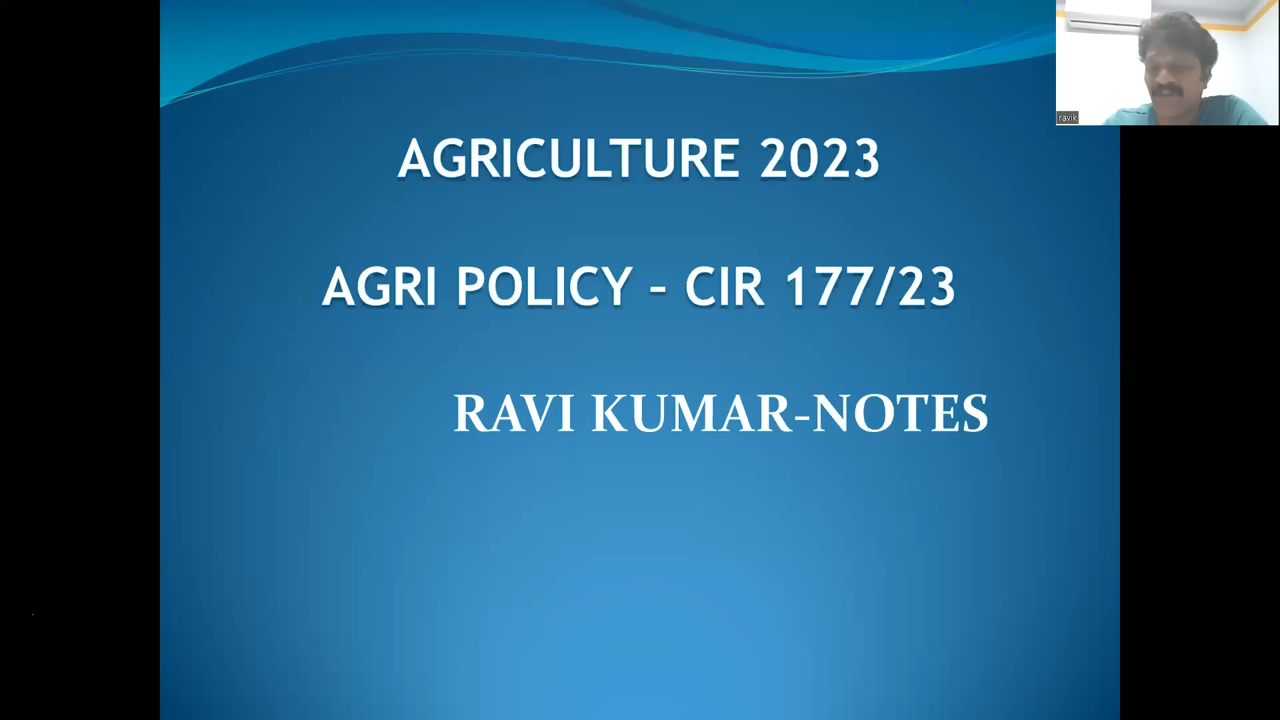 ravik
AGRICULTURE 2023
AGRI POLICY – CIR 177/23
RAVI KUMAR-NOTES